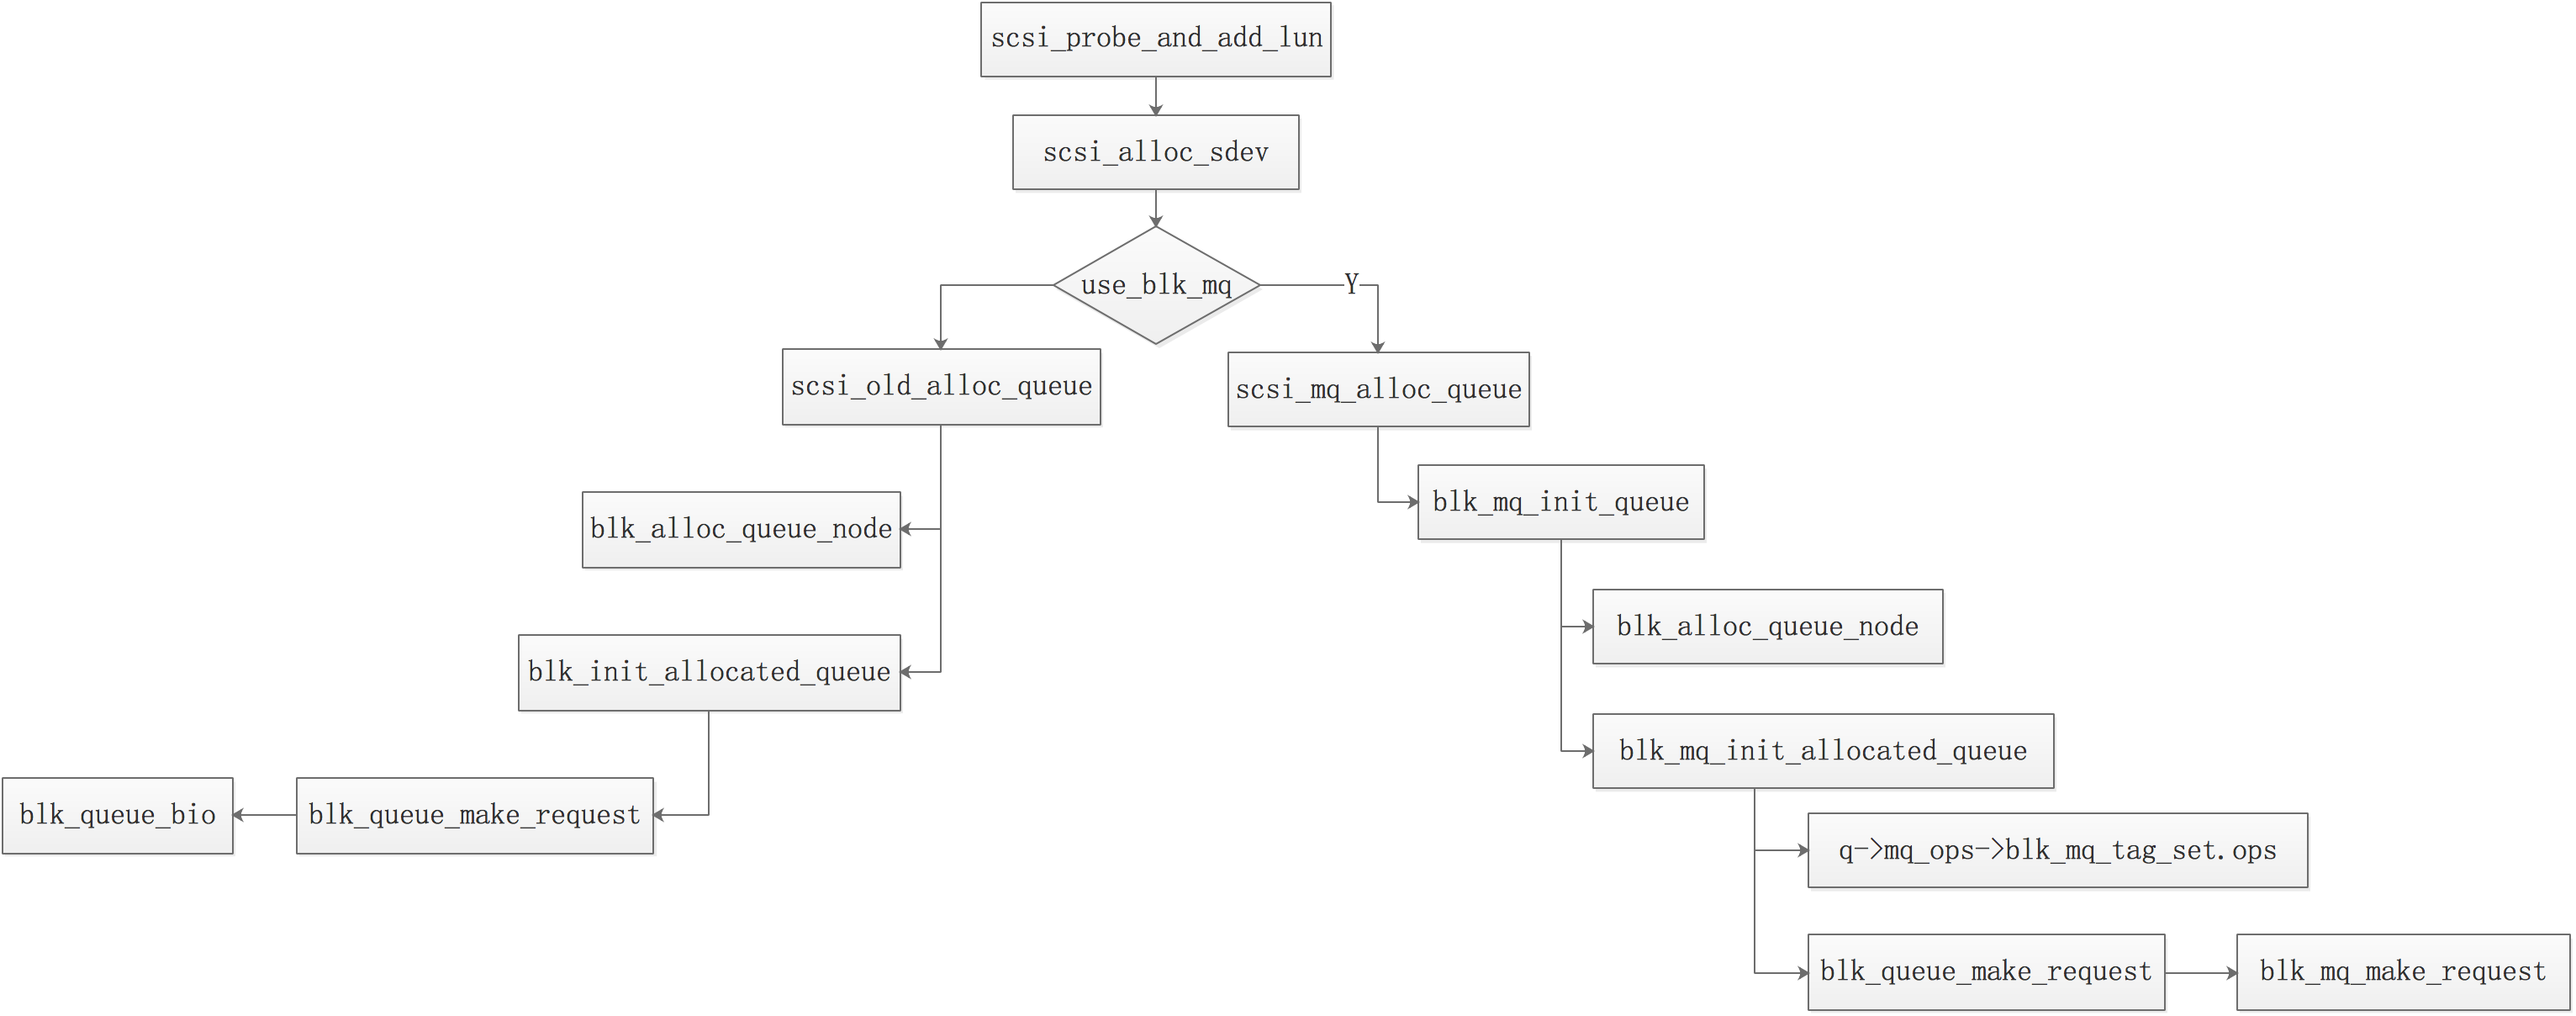 scsi_probe_and_add_lun
scsi_alloc_sdev
use_blk_mq
Y
scsi_old_alloc_queue
scsi_mq_alloc_queue
blk_alloc_queue_node
blk_mq_init_queue
blk_alloc_queue_node
blk_init_allocated_queue
blk_mq_init_allocated_queue
blk_queue_bio
blk_queue_make_request
q->mq_ops->blk_mq_tag_set.ops
blk_queue_make_request
blk_mq_make_request